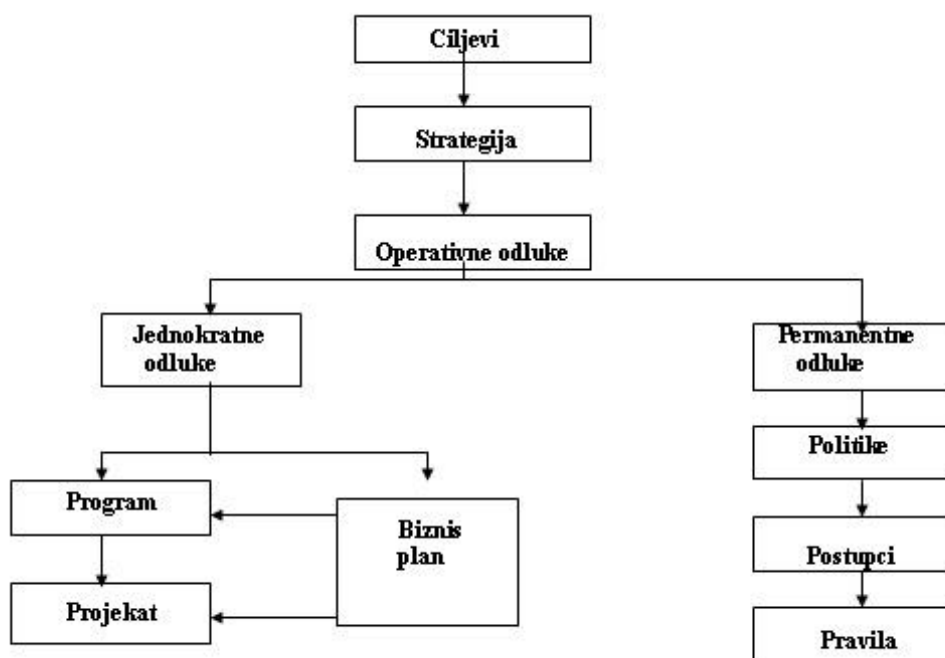 Ciljevi
Strategija
Operativne odluke
Jednokratne
odluke
Permanentne
odluke
Politike
Program
Biznis
plan
Postupci
Projekat
Pravila